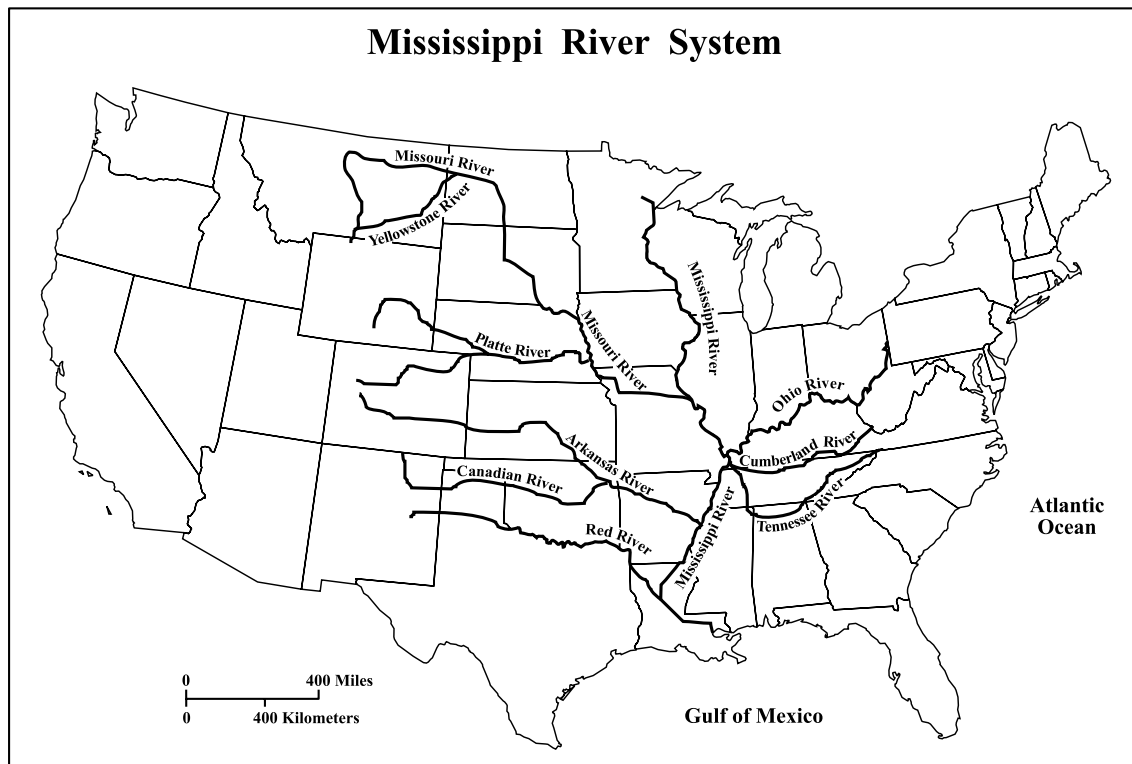 Mississippi River System
Missouri River
Yellowstone River
Mississippi River
Missouri River
Platte River
Ohio River
Cumberland River
Arkansas River
Canadian River
Tennessee River
Mississippi River
Red River
Atlantic
Ocean
0 400 Miles
0 400 Kilometers
Gulf of Mexico